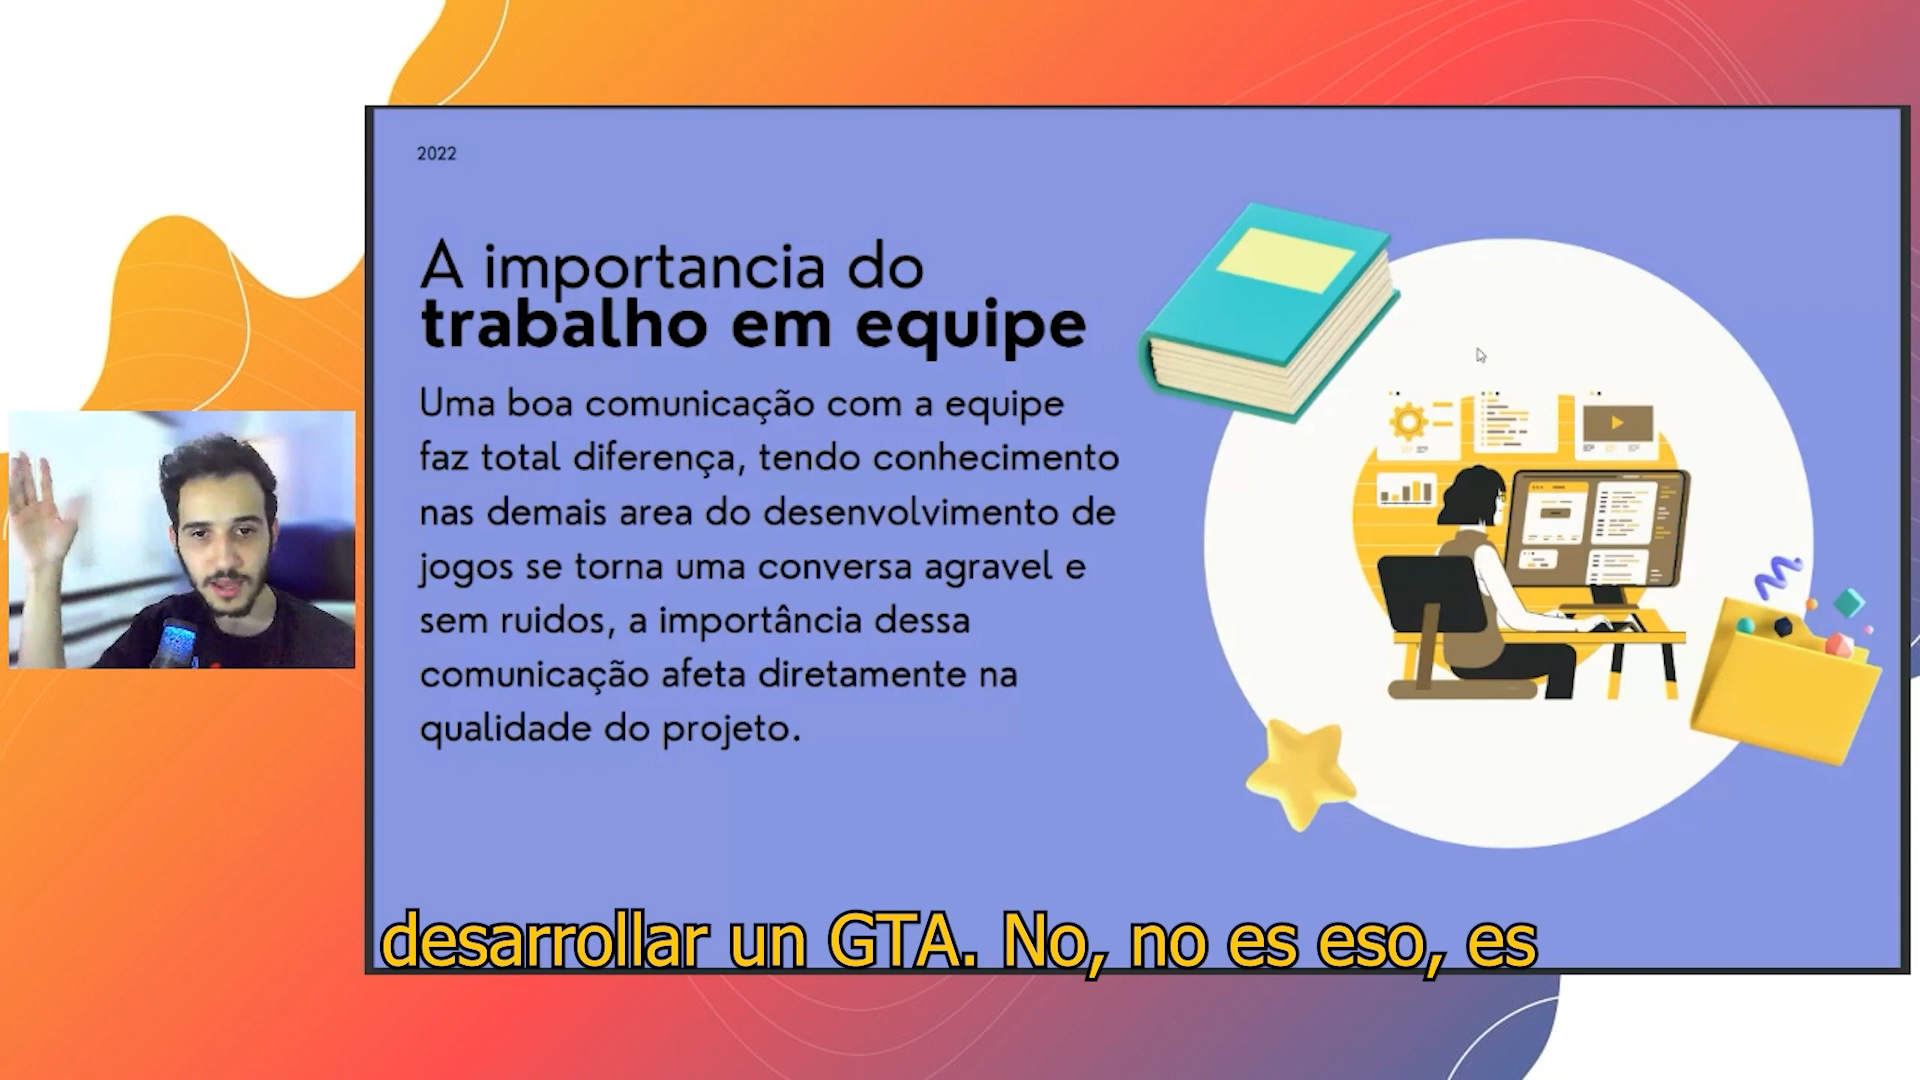 2022
A importancia do
trabalho em equipe
Uma boa comunicação com a equipe
faz total diferença, tendo conhecimento
nas demais area do desenvolvimento de
jogos se torna uma conversa agravel e
sem ruidos, a importância dessa
comunicação afeta diretamente na
qualidade do projeto.
desarrollar un GTA. No, no es eso, es